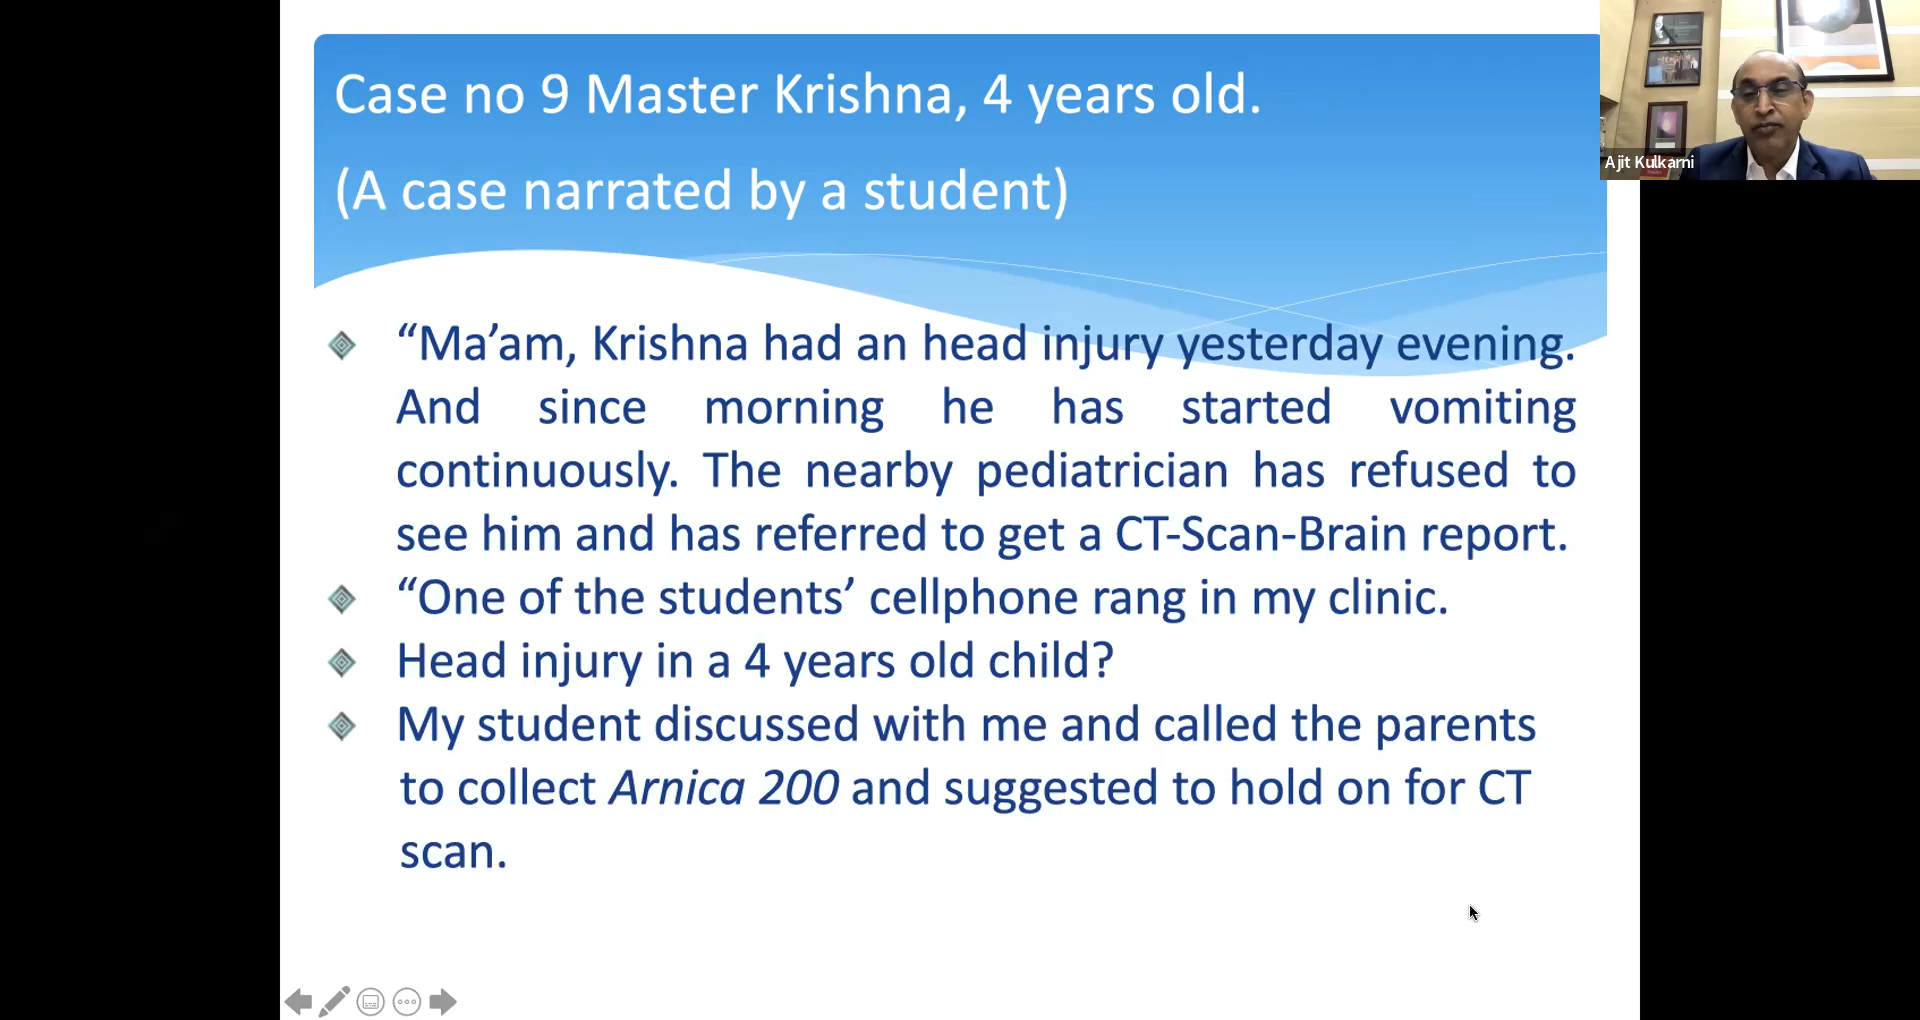 Case no 9 Master Krishna, 4 years old.
(A case narrated by a student)
Ajit Kulkarni
“Ma’am, Krishna had an head injury yesterday evening.
And since morning he has started vomiting
continuously. The nearby pediatrician has refused to
see him and has referred to get a CT-Scan-Brain report.
“One of the students’ cellphone rang in my clinic.
Head injury in a 4 years old child?
My student discussed with me and called the parents
to collect Arnica 200 and suggested to hold on for CT
scan.